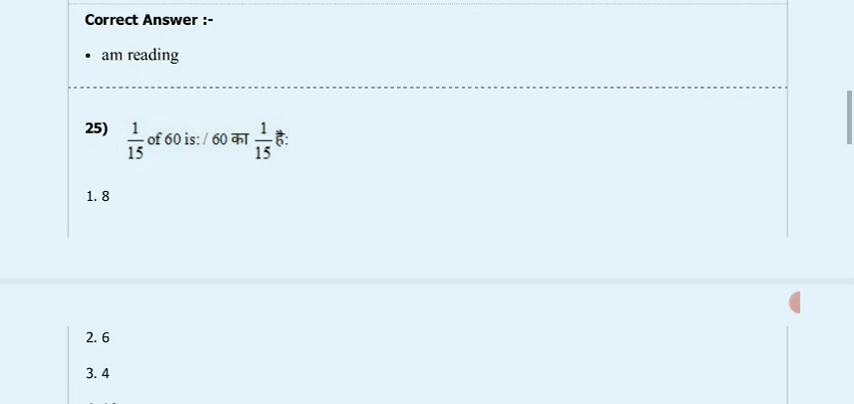 Correct Answer :-
• am reading
25) 1/15 of 60 is: / 60 का 1/15 है:
1. 8
2. 6
3. 4